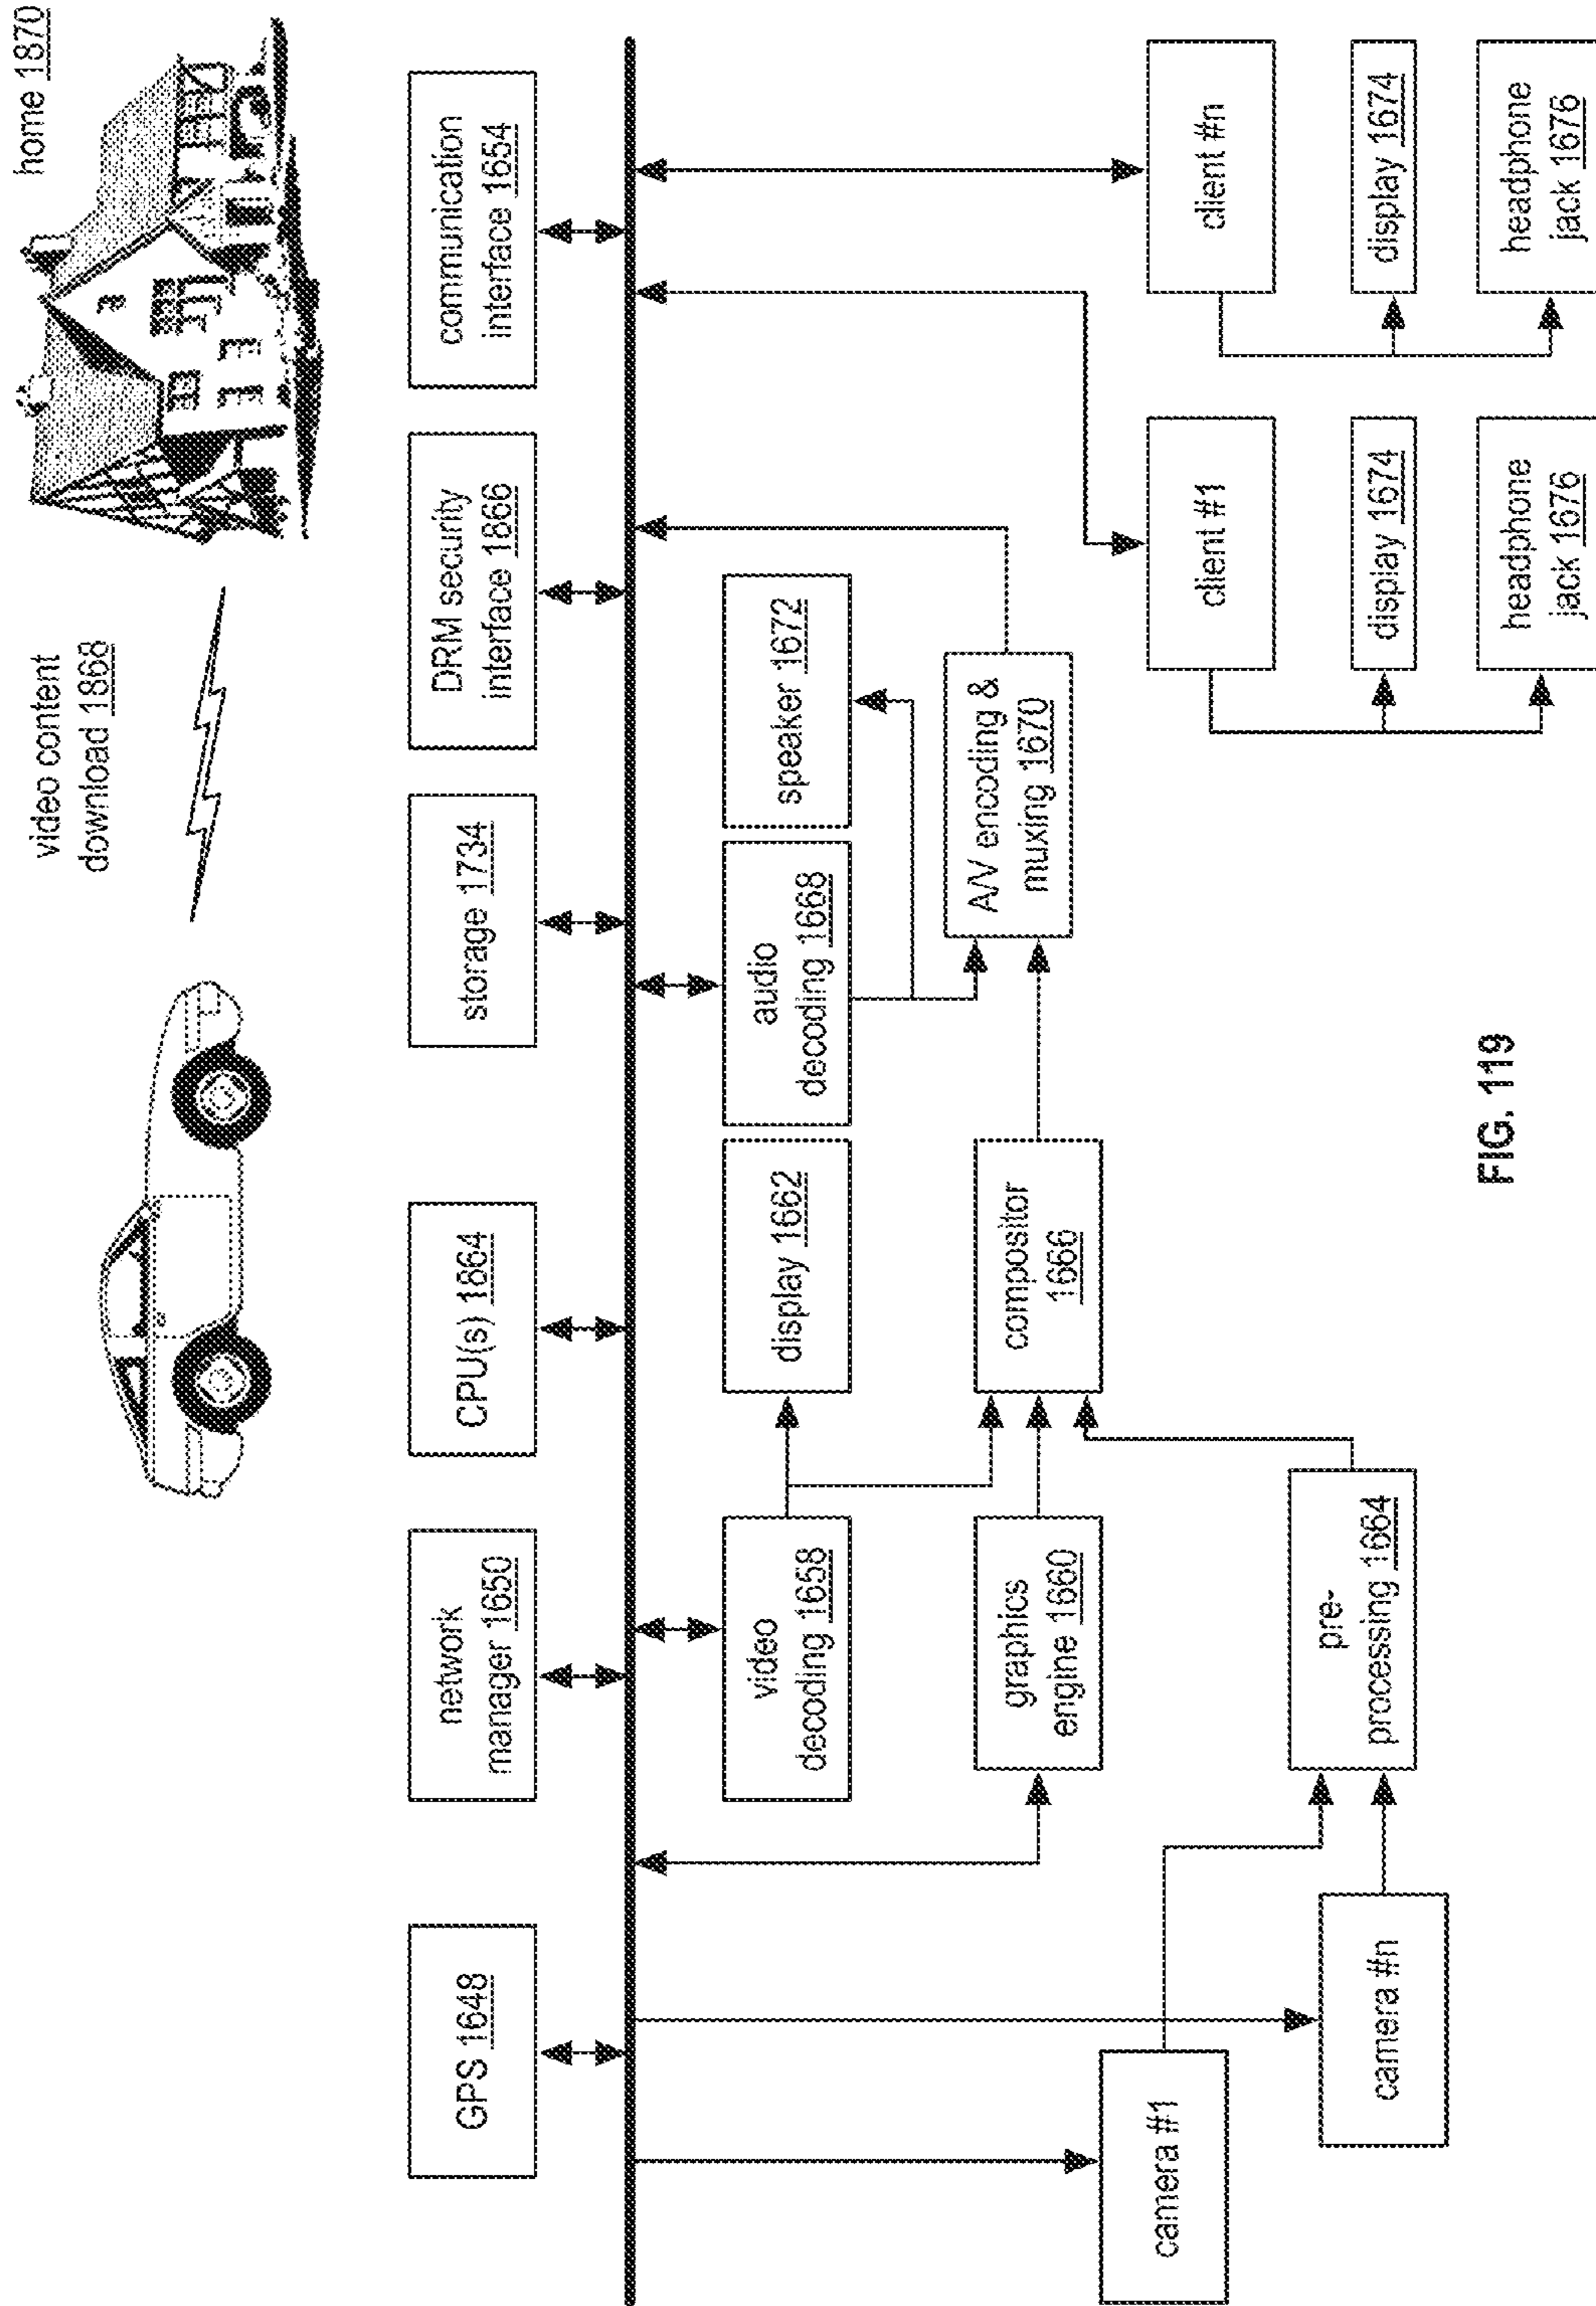 video content
download 1868
home 1870
GPS 1648
network
manager 1650
CPU(s) 1864
storage 1734
DRM security
interface 1866
communication
interface 1654
video
decoding 1658
display 1662
audio
decoding 1668
speaker 1672
graphics
engine 1660
compositor
1666
A/V encoding &
muxing 1670
camera #1
camera #n
pre-
processing 1664
client #1
display 1674
headphone
jack 1676
client #n
display 1674
headphone
jack 1676
FIG. 119